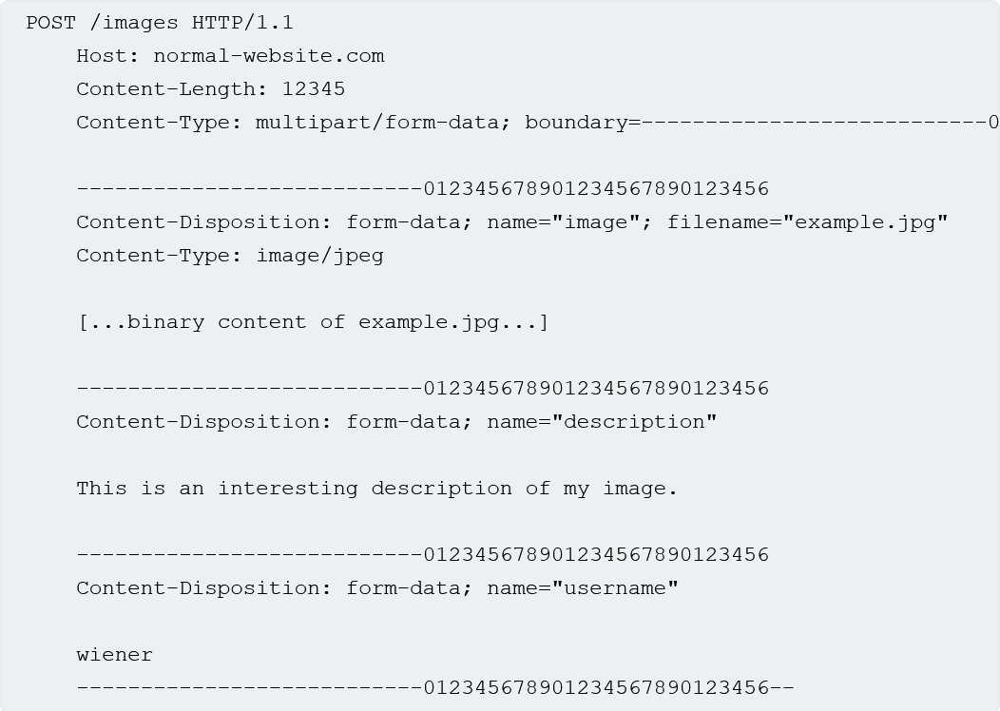 POST /images HTTP/1.1
Host: normal-website.com
Content-Length: 12345
Content-Type: multipart/form-data; boundary=---------------------------0
---------------------------012345678901234567890123456
Content-Disposition: form-data; name="image"; filename="example.jpg"
Content-Type: image/jpeg
[...binary content of example.jpg...]
---------------------------012345678901234567890123456
Content-Disposition: form-data; name="description"
This is an interesting description of my image.
---------------------------012345678901234567890123456
Content-Disposition: form-data; name="username"
wiener
---------------------------012345678901234567890123456--